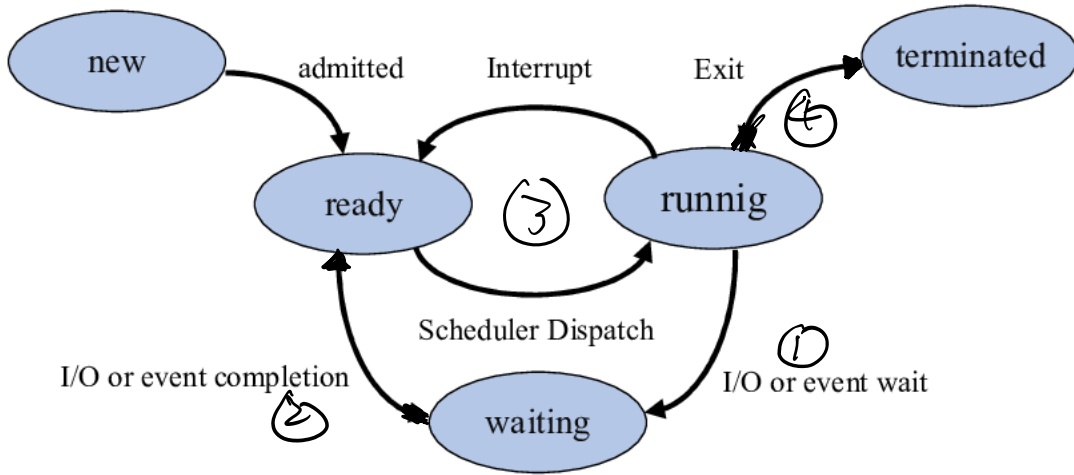 new
terminated
admitted
Interrupt
Exit
4
ready
3
runnig
Scheduler Dispatch
1
I/O or event completion
I/O or event wait
2
waiting